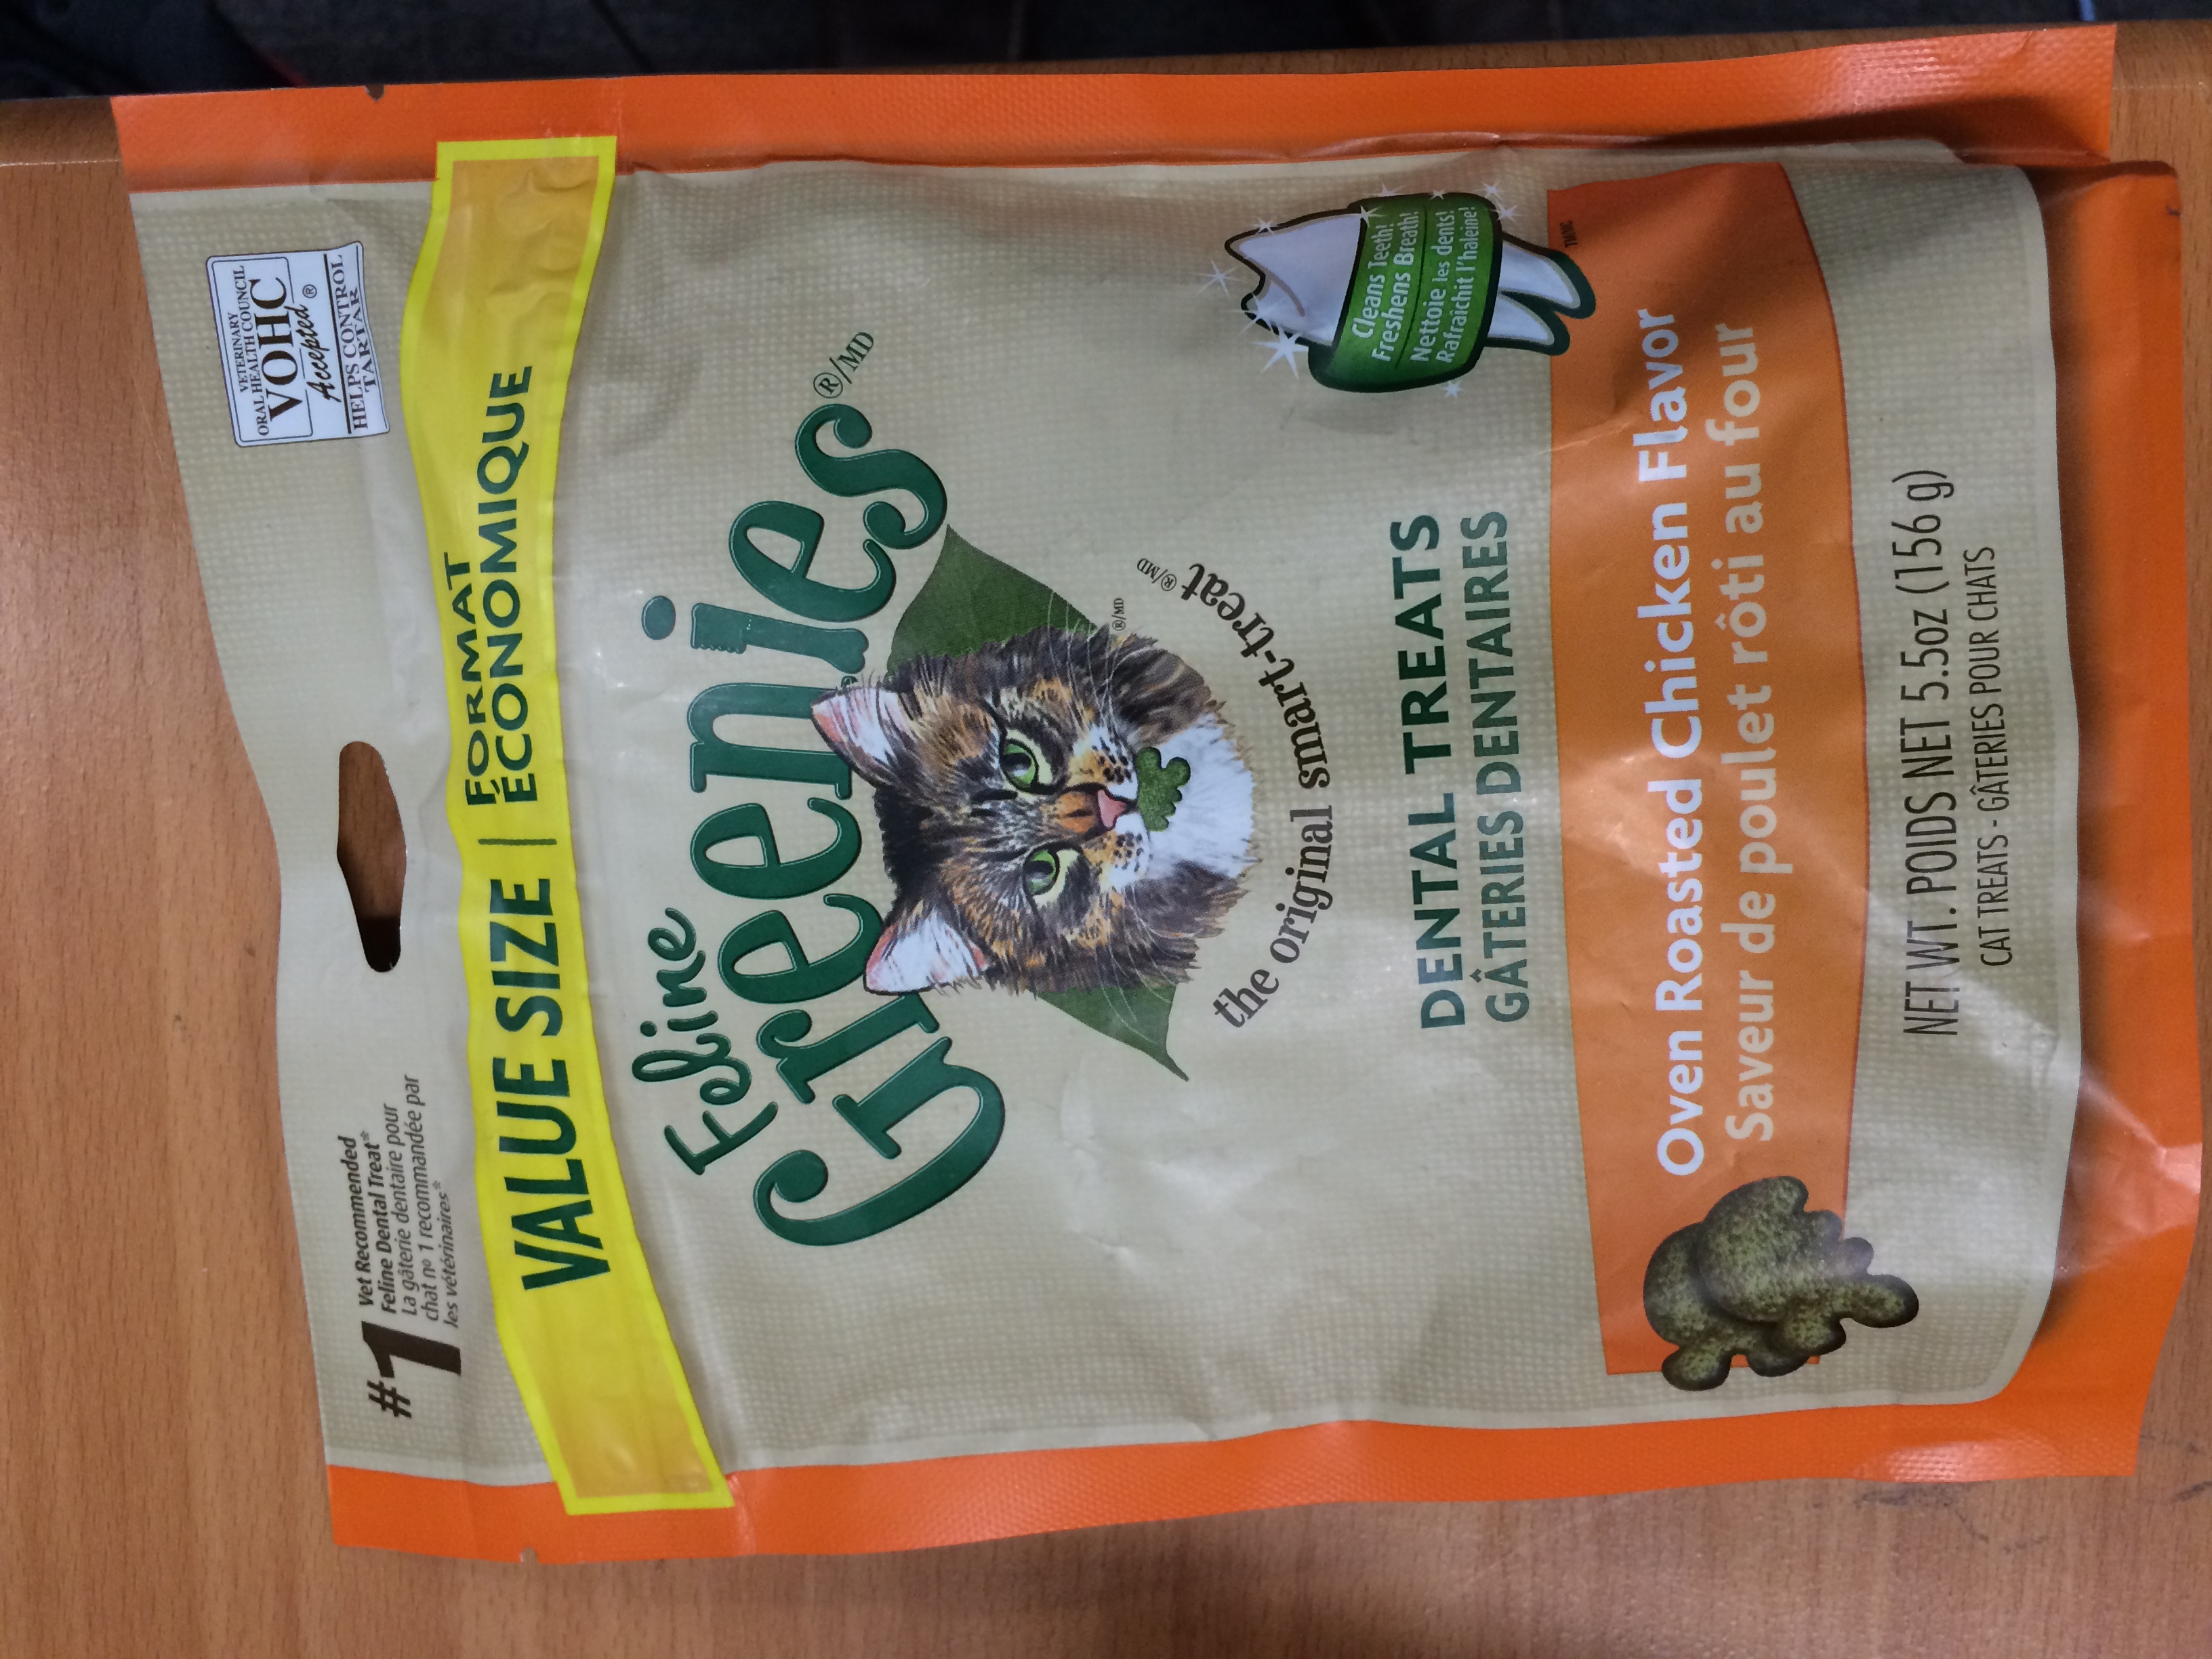 #1
Vet Recommended
Feline Dental Treat*
La gâterie dentaire pour
chat nº 1 recommandée par
les vétérinaires*
VETERINARY
ORAL HEALTH COUNCIL
VOHC
Accepted®
HELPS CONTROL
TARTAR
VALUE SIZE | FORMAT
ÉCONOMIQUE
Feline
Greenies®/MD
®/MD
the original smart-treat®/MD
DENTAL TREATS
GÂTERIES DENTAIRES
Cleans Teeth!
Freshens Breath!
Nettoie les dents!
Rafraîchit l'haleine!
TM/MC
Oven Roasted Chicken Flavor
Saveur de poulet rôti au four
NET WT. POIDS NET 5.5oz (156 g)
CAT TREATS - GÂTERIES POUR CHATS